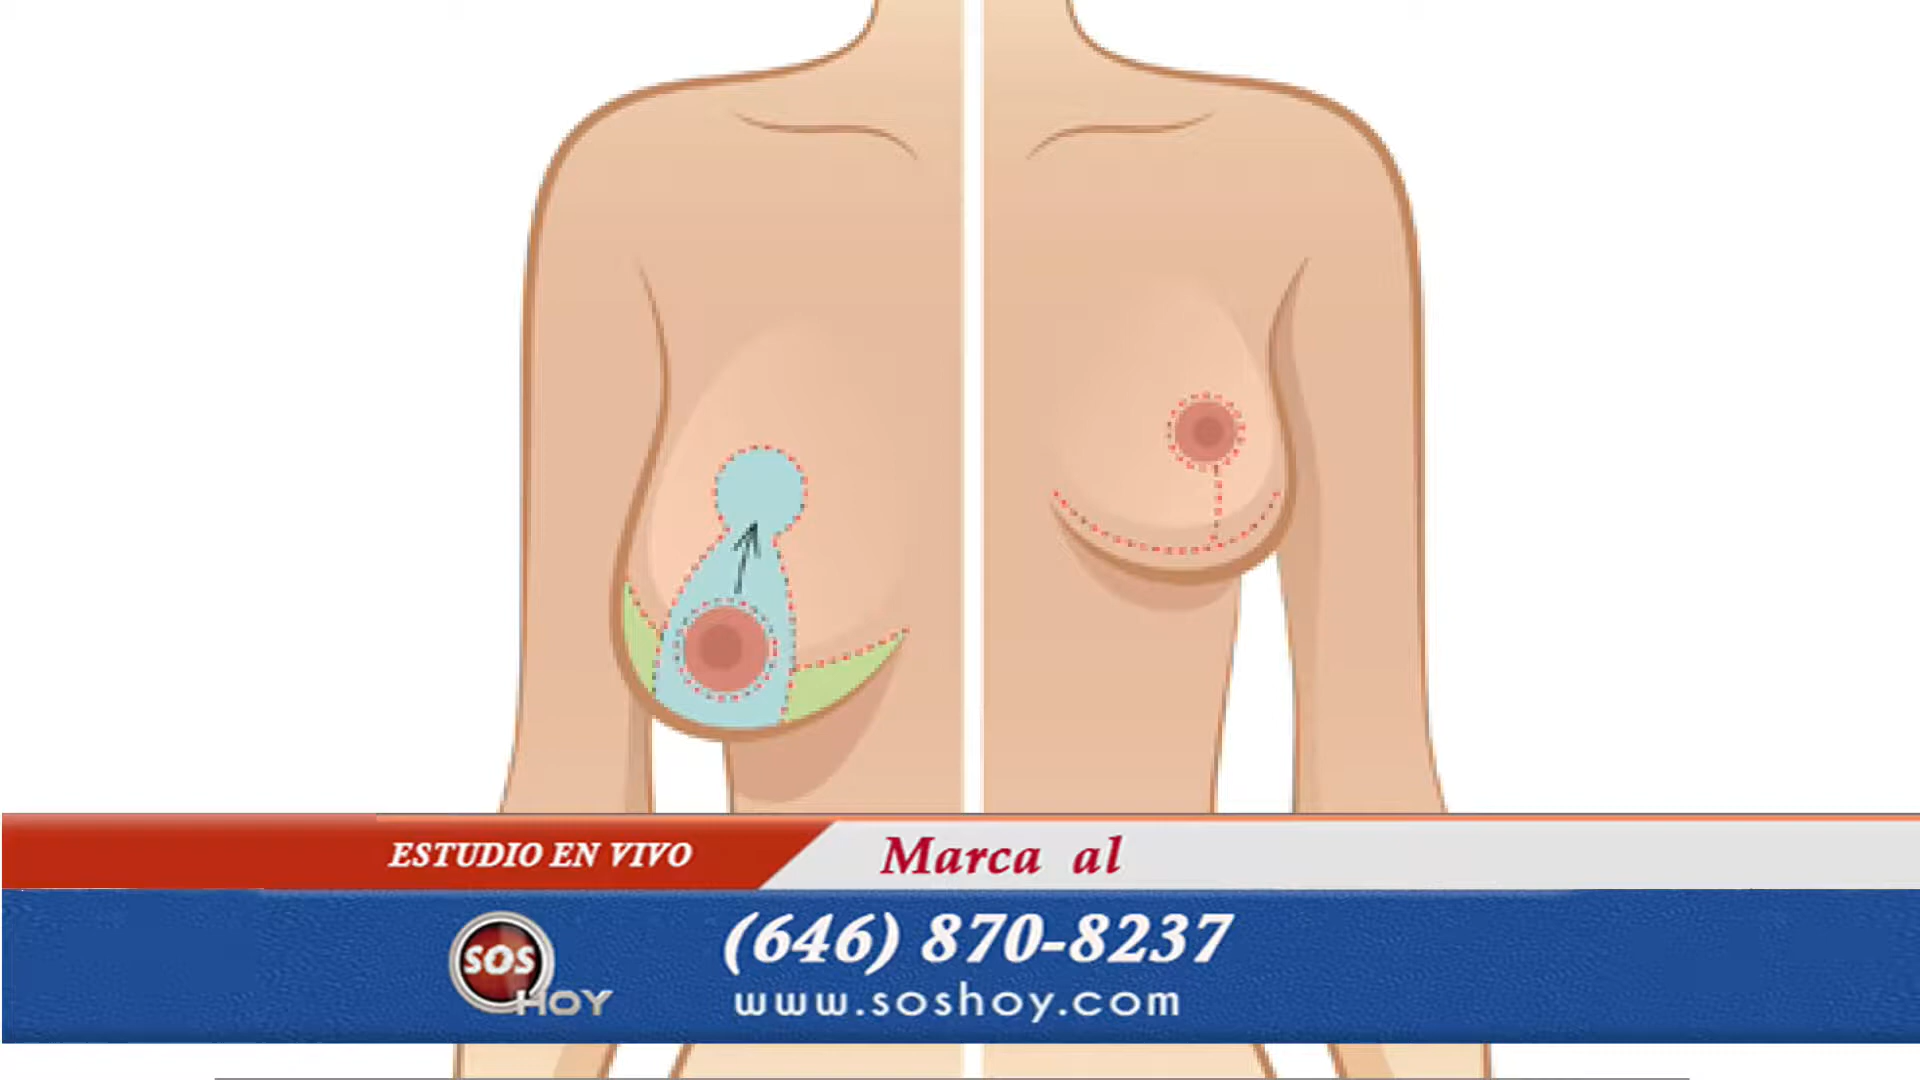 ESTUDIO EN VIVO
Marca al
(646) 870-8237
SOS
HOY
www.soshoy.com